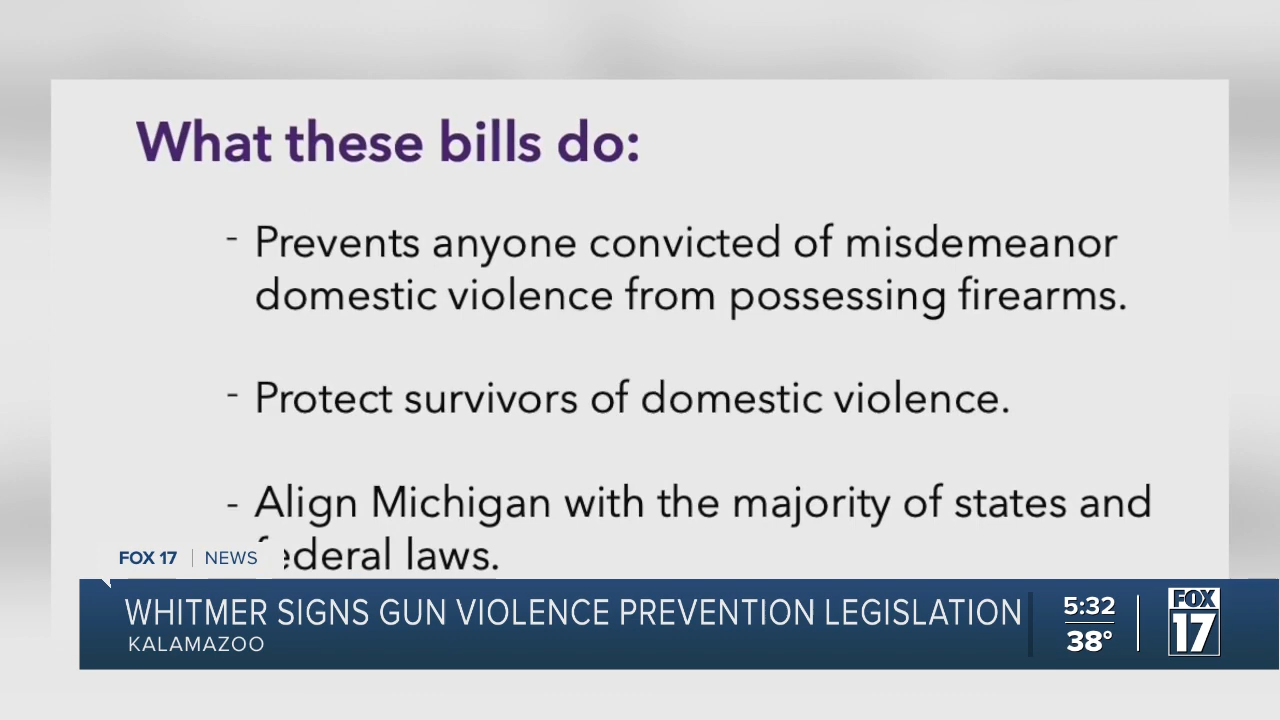 What these bills do:
- Prevents anyone convicted of misdemeanor
domestic violence from possessing firearms.
- Protect survivors of domestic violence.
- Align Michigan with the majority of states and
federal laws.
FOX 17 | NEWS
WHITMER SIGNS GUN VIOLENCE PREVENTION LEGISLATION
KALAMAZOO
5:32
38°
FOX
17